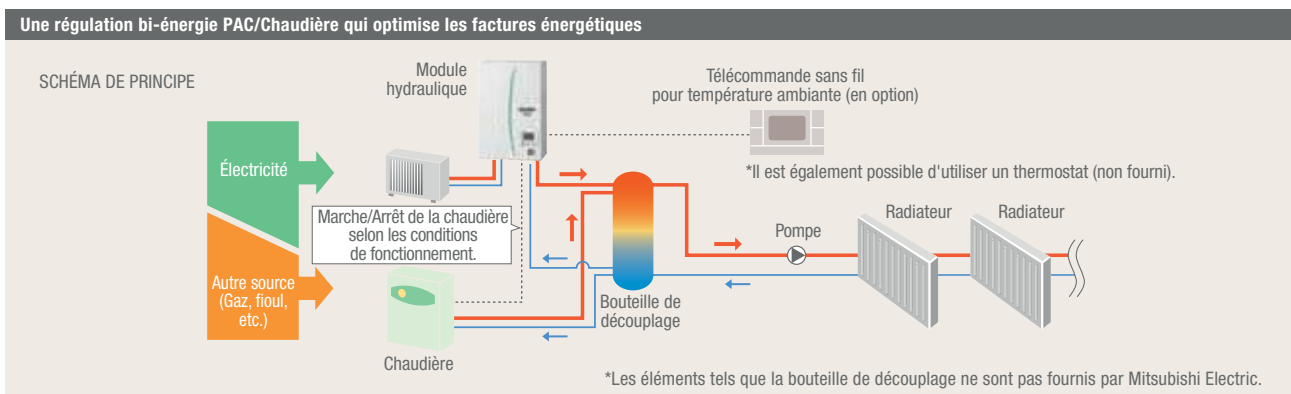 Une régulation bi-énergie PAC/Chaudière qui optimise les factures énergétiques
SCHÉMA DE PRINCIPE
Module
hydraulique
Télécommande sans fil
pour température ambiante (en option)
*Il est également possible d'utiliser un thermostat (non fourni).
Électricité
Marche/Arrêt de la chaudière
selon les conditions
de fonctionnement.
Radiateur
Radiateur
Pompe
Autre source
(Gaz, fioul,
etc.)
Bouteille de
découplage
Chaudière
*Les éléments tels que la bouteille de découplage ne sont pas fournis par Mitsubishi Electric.